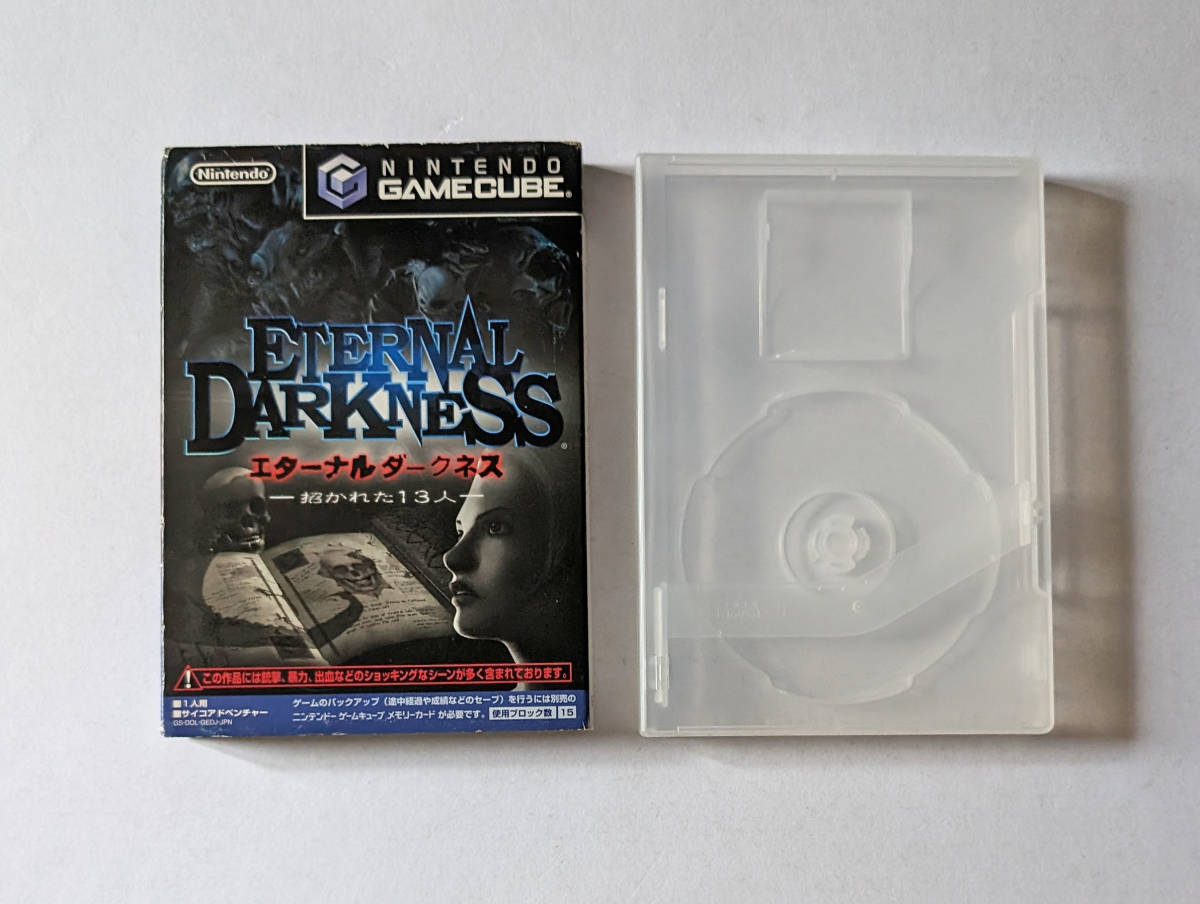 Nintendo
NINTENDO
GAMECUBE®
ETERNAL
DARKNESS®
エターナルダークネス
—招かれた13人—
この作品には銃撃、暴力、出血などのショッキングなシーンが多く含まれております。
■1人用
■サイコアドベンチャー
GS-DOL-GEDJ-JPN
ゲームのバックアップ（途中経過や成績などのセーブ）を行うには別売の
ニンテンドー ゲームキューブ メモリーカードが必要です。
使用ブロック数 15